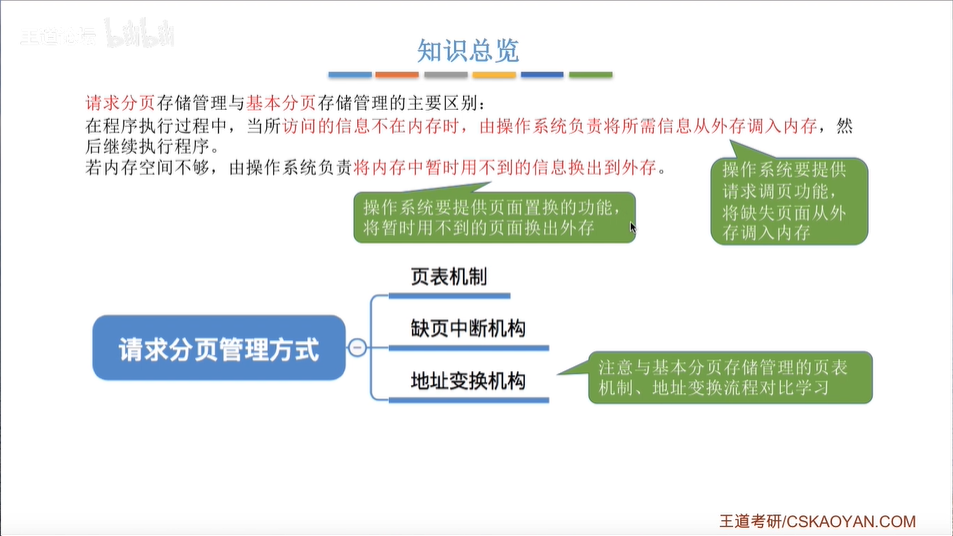 王道考研 bilibili
知识总览
请求分页存储管理与基本分页存储管理的主要区别：
在程序执行过程中，当所访问的信息不在内存时，由操作系统负责将所需信息从外存调入内存，然
后继续执行程序。
若内存空间不够，由操作系统负责将内存中暂时用不到的信息换出到外存。
操作系统要提供
请求调页功能，
将缺失页面从外
存调入内存
操作系统要提供页面置换的功能，
将暂时用不到的页面换出外存
请求分页管理方式
页表机制
缺页中断机构
地址变换机构
注意与基本分页存储管理的页表
机制、地址变换流程对比学习
王道考研/CSKAOYAN.COM